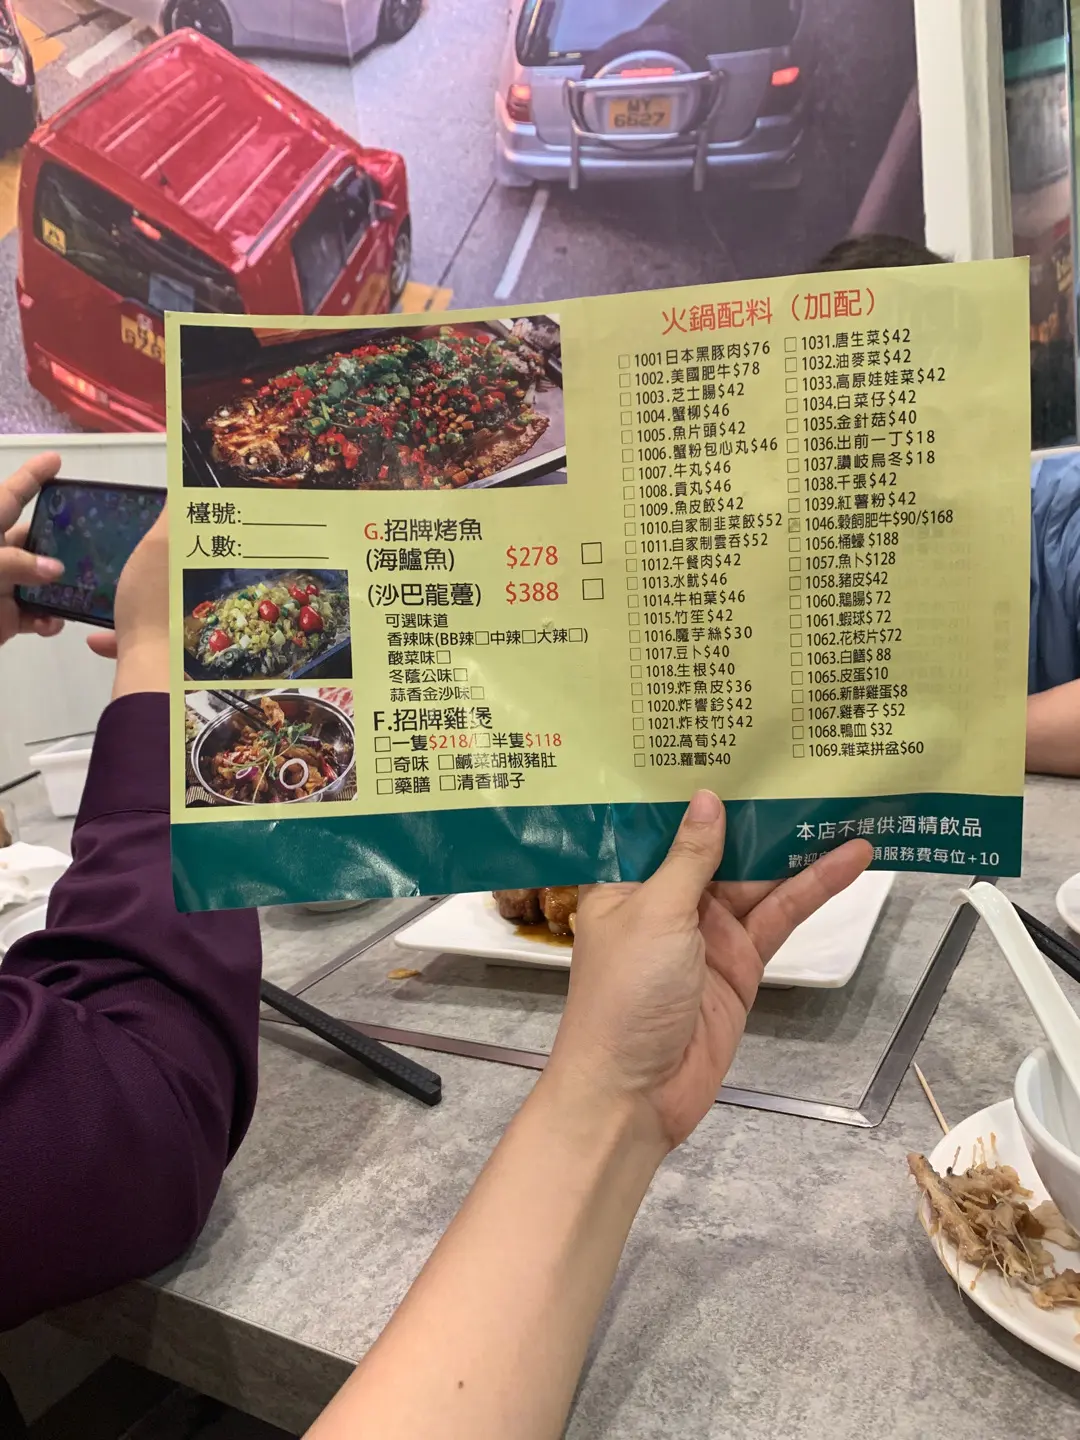 MY
6627
火鍋配料（加配）
檯號:
人數:
G.招牌烤魚
(海鱸魚) $278 □
(沙巴龍躉) $388 □
可選味道
香辣味(BB辣□中辣□大辣□)
酸菜味□
冬蔭公味□
蒜香金沙味□
F.招牌雞煲
□一隻$218/□半隻$118
□奇味 □鹹菜胡椒豬肚
□藥膳 □清香椰子
□1001日本黑豚肉$76
□1002.美國肥牛$78
□1003.芝士腸$42
□1004.蟹柳$46
□1005.魚片頭$42
□1006.蟹粉包心丸$46
□1007.牛丸$46
□1008.貢丸$46
□1009.魚皮餃$42
□1010.自家制韭菜餃$52
□1011.自家制雲吞$52
□1012.午餐肉$42
□1013.水魷$46
□1014.牛柏葉$46
□1015.竹笙$42
□1016.魔芋絲$30
□1017.豆卜$40
□1018.生根$40
□1019.炸魚皮$36
□1020.炸響鈴$42
□1021.炸枝竹$42
□1022.萵荀$42
□1023.蘿蔔$40
□1031.唐生菜$42
□1032.油麥菜$42
□1033.高原娃娃菜$42
□1034.白菜仔$42
□1035.金針菇$40
□1036.出前一丁$18
□1037.讚岐烏冬$18
□1038.千張$42
□1039.紅薯粉$42
□1046.穀飼肥牛$90/$168
□1056.桶蠔 $188
□1057.魚卜$128
□1058.豬皮$42
□1060.鵝腸$72
□1061.蝦球$72
□1062.花枝片$72
□1063.白鱔$88
□1065.皮蛋$10
□1066.新鮮雞蛋$8
□1067.雞春子$52
□1068.鴨血$32
□1069.雜菜拼盆$60
本店不提供酒精飲品
歡迎 服務費每位+10